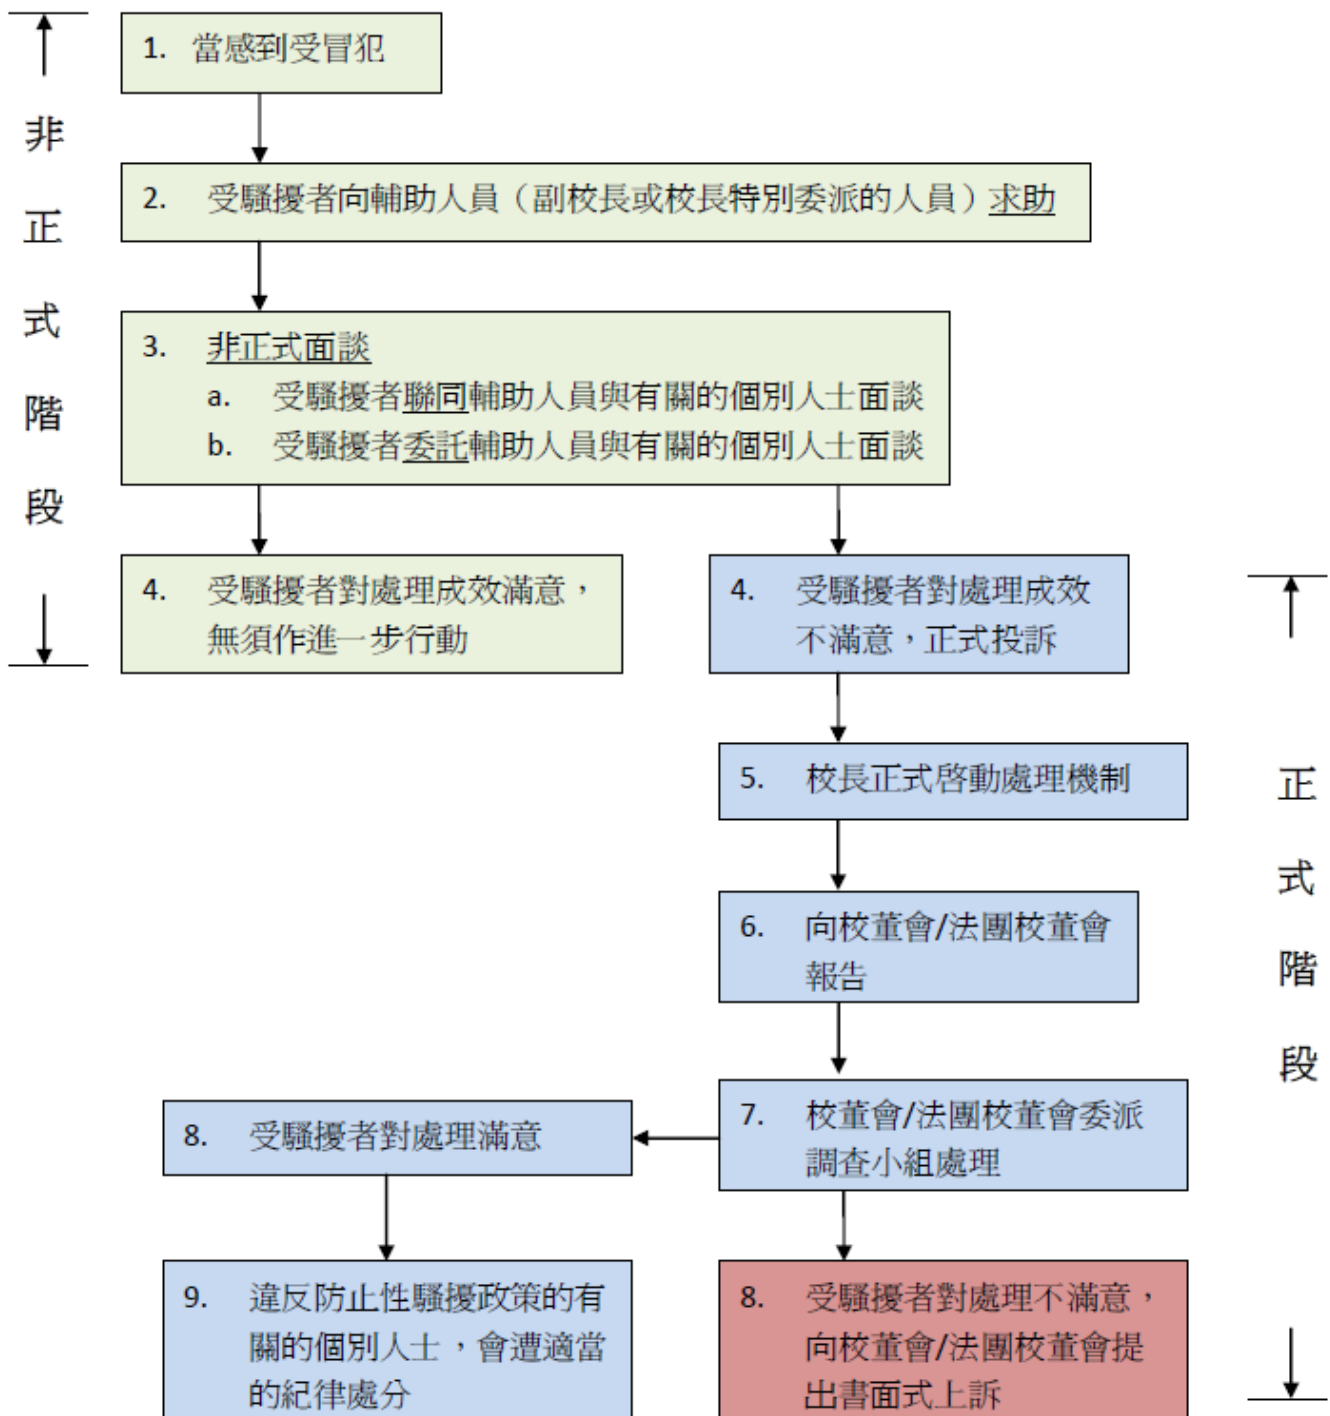 1. 當感到受冒犯
2. 受騷擾者向輔助人員（副校長或校長特別委派的人員）求助
3. 非正式面談
a. 受騷擾者聯同輔助人員與有關的個別人士面談
b. 受騷擾者委託輔助人員與有關的個別人士面談
非正式階段
4. 受騷擾者對處理成效滿意，
無須作進一步行動
4. 受騷擾者對處理成效
不滿意，正式投訴
5. 校長正式啓動處理機制
6. 向校董會/法團校董會
報告
7. 校董會/法團校董會委派
調查小組處理
正式階段
8. 受騷擾者對處理滿意
9. 違反防止性騷擾政策的有
關的個別人士，會遭適當
的紀律處分
8. 受騷擾者對處理不滿意，
向校董會/法團校董會提
出書面式上訴